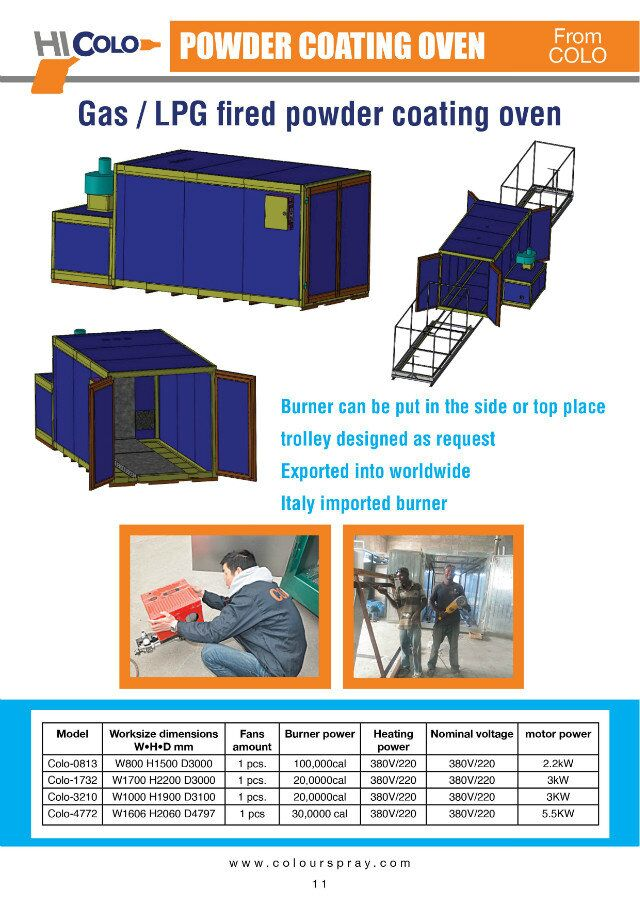 HICOLO
POWDER COATING OVEN
From
COLO
Gas / LPG fired powder coating oven
Burner can be put in the side or top place
trolley designed as request
Exported into worldwide
Italy imported burner
Model Worksize dimensions W•H•D mm Fans amount Burner power Heating power Nominal voltage motor power
Colo-0813 W800 H1500 D3000 1 pcs. 100,000cal 380V/220 380V/220 2.2kW
Colo-1732 W1700 H2200 D3000 1 pcs. 20,0000cal 380V/220 380V/220 3kW
Colo-3210 W1000 H1900 D3100 1 pcs. 20,0000cal 380V/220 380V/220 3KW
Colo-4772 W1606 H2060 D4797 1 pcs 30,0000 cal 380V/220 380V/220 5.5KW
www.colourspray.com
11